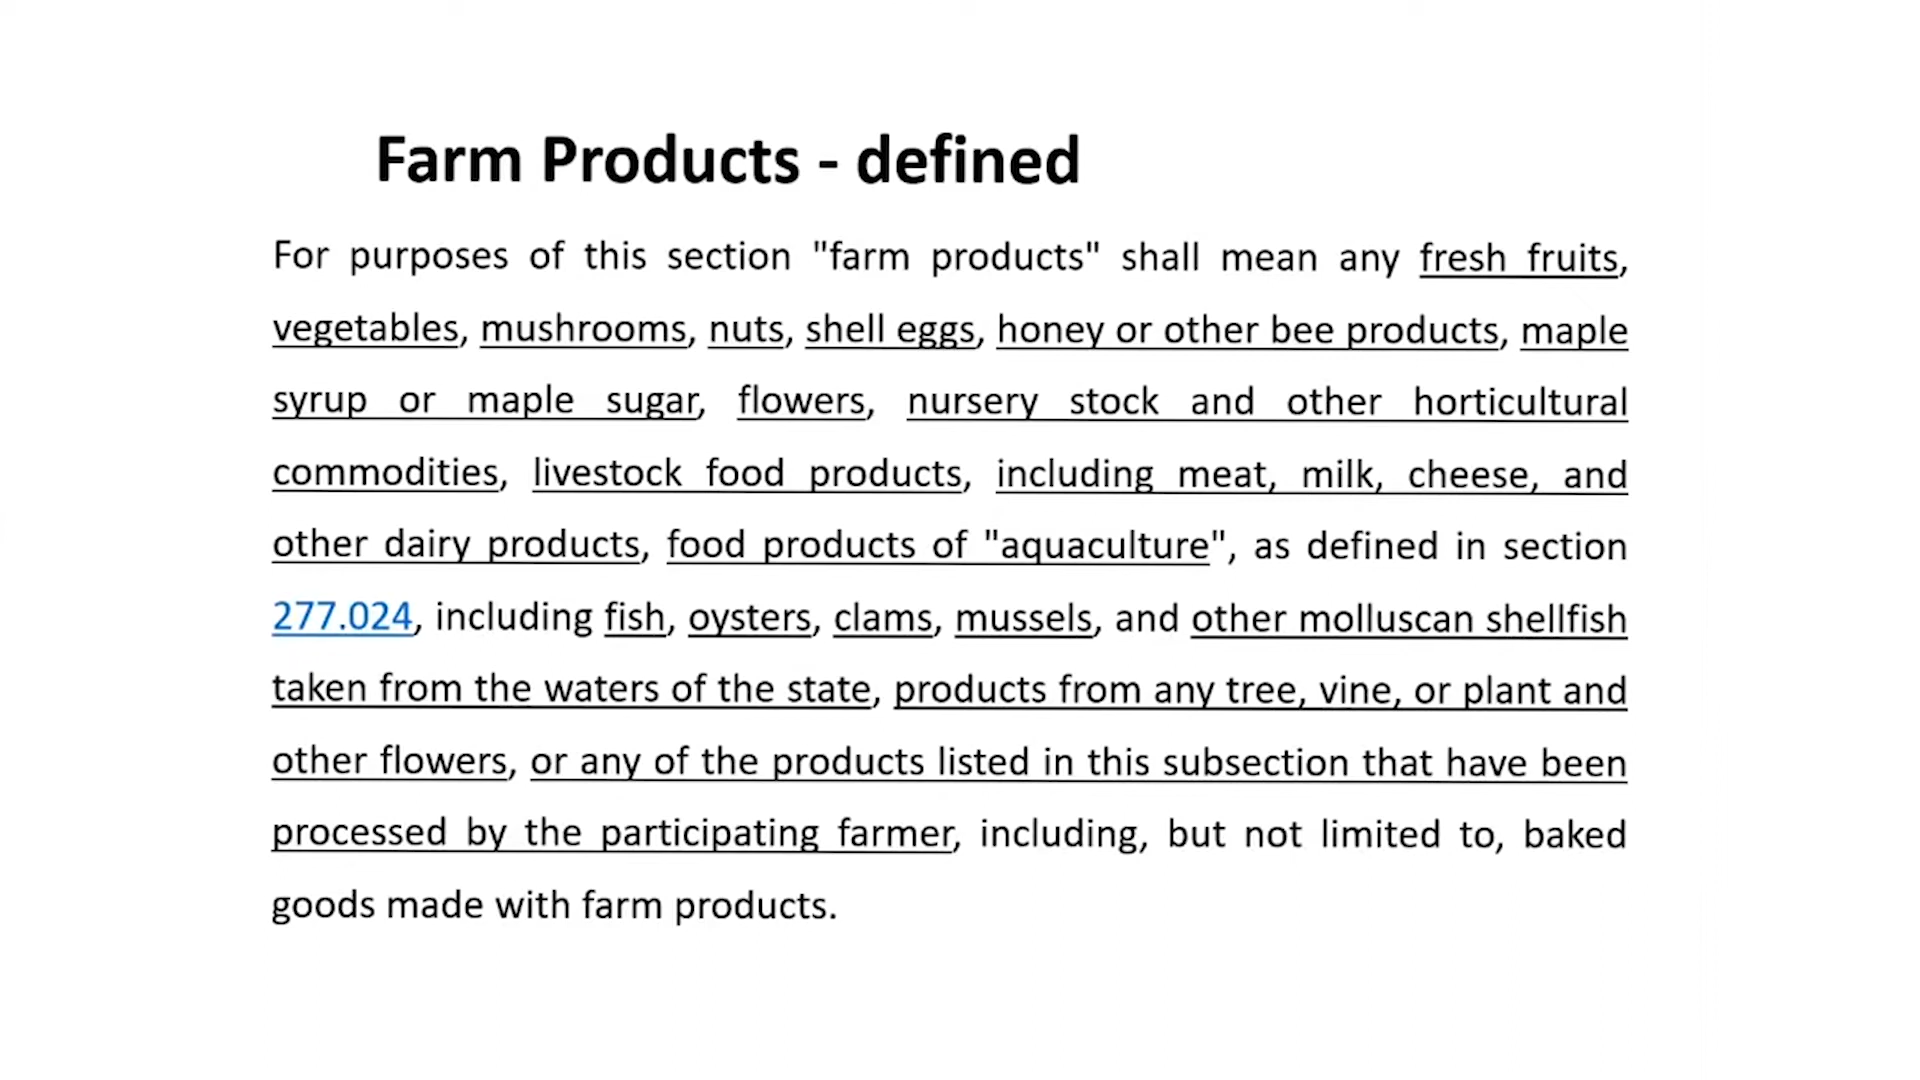 Farm Products - defined
For purposes of this section "farm products" shall mean any fresh fruits,
vegetables, mushrooms, nuts, shell eggs, honey or other bee products, maple
syrup or maple sugar, flowers, nursery stock and other horticultural
commodities, livestock food products, including meat, milk, cheese, and
other dairy products, food products of "aquaculture", as defined in section
277.024, including fish, oysters, clams, mussels, and other molluscan shellfish
taken from the waters of the state, products from any tree, vine, or plant and
other flowers, or any of the products listed in this subsection that have been
processed by the participating farmer, including, but not limited to, baked
goods made with farm products.